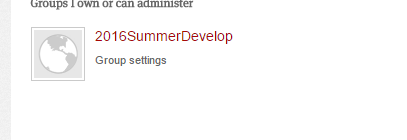 Groups I own or can administer
2016SummerDevelop
Group settings